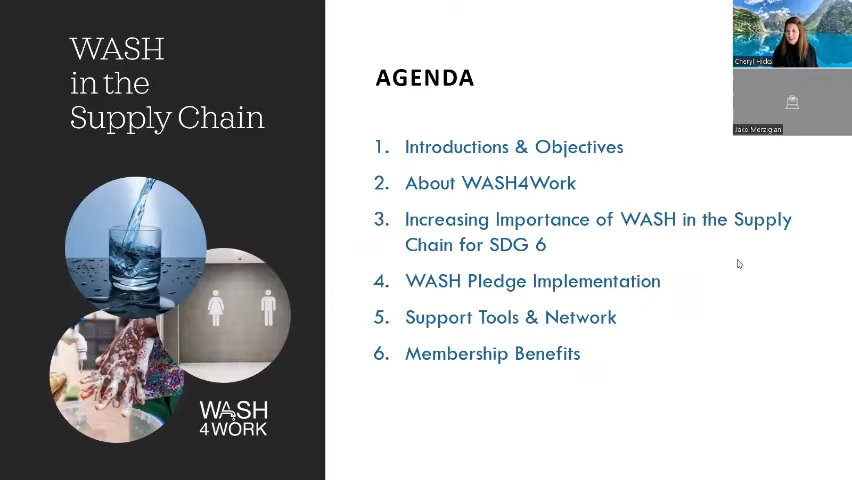 WASH
in the
Supply Chain
WASH
4WORK
AGENDA
1. Introductions & Objectives
2. About WASH4Work
3. Increasing Importance of WASH in the Supply
Chain for SDG 6
4. WASH Pledge Implementation
5. Support Tools & Network
6. Membership Benefits
Cheryl Hicks
Jake Merzigian